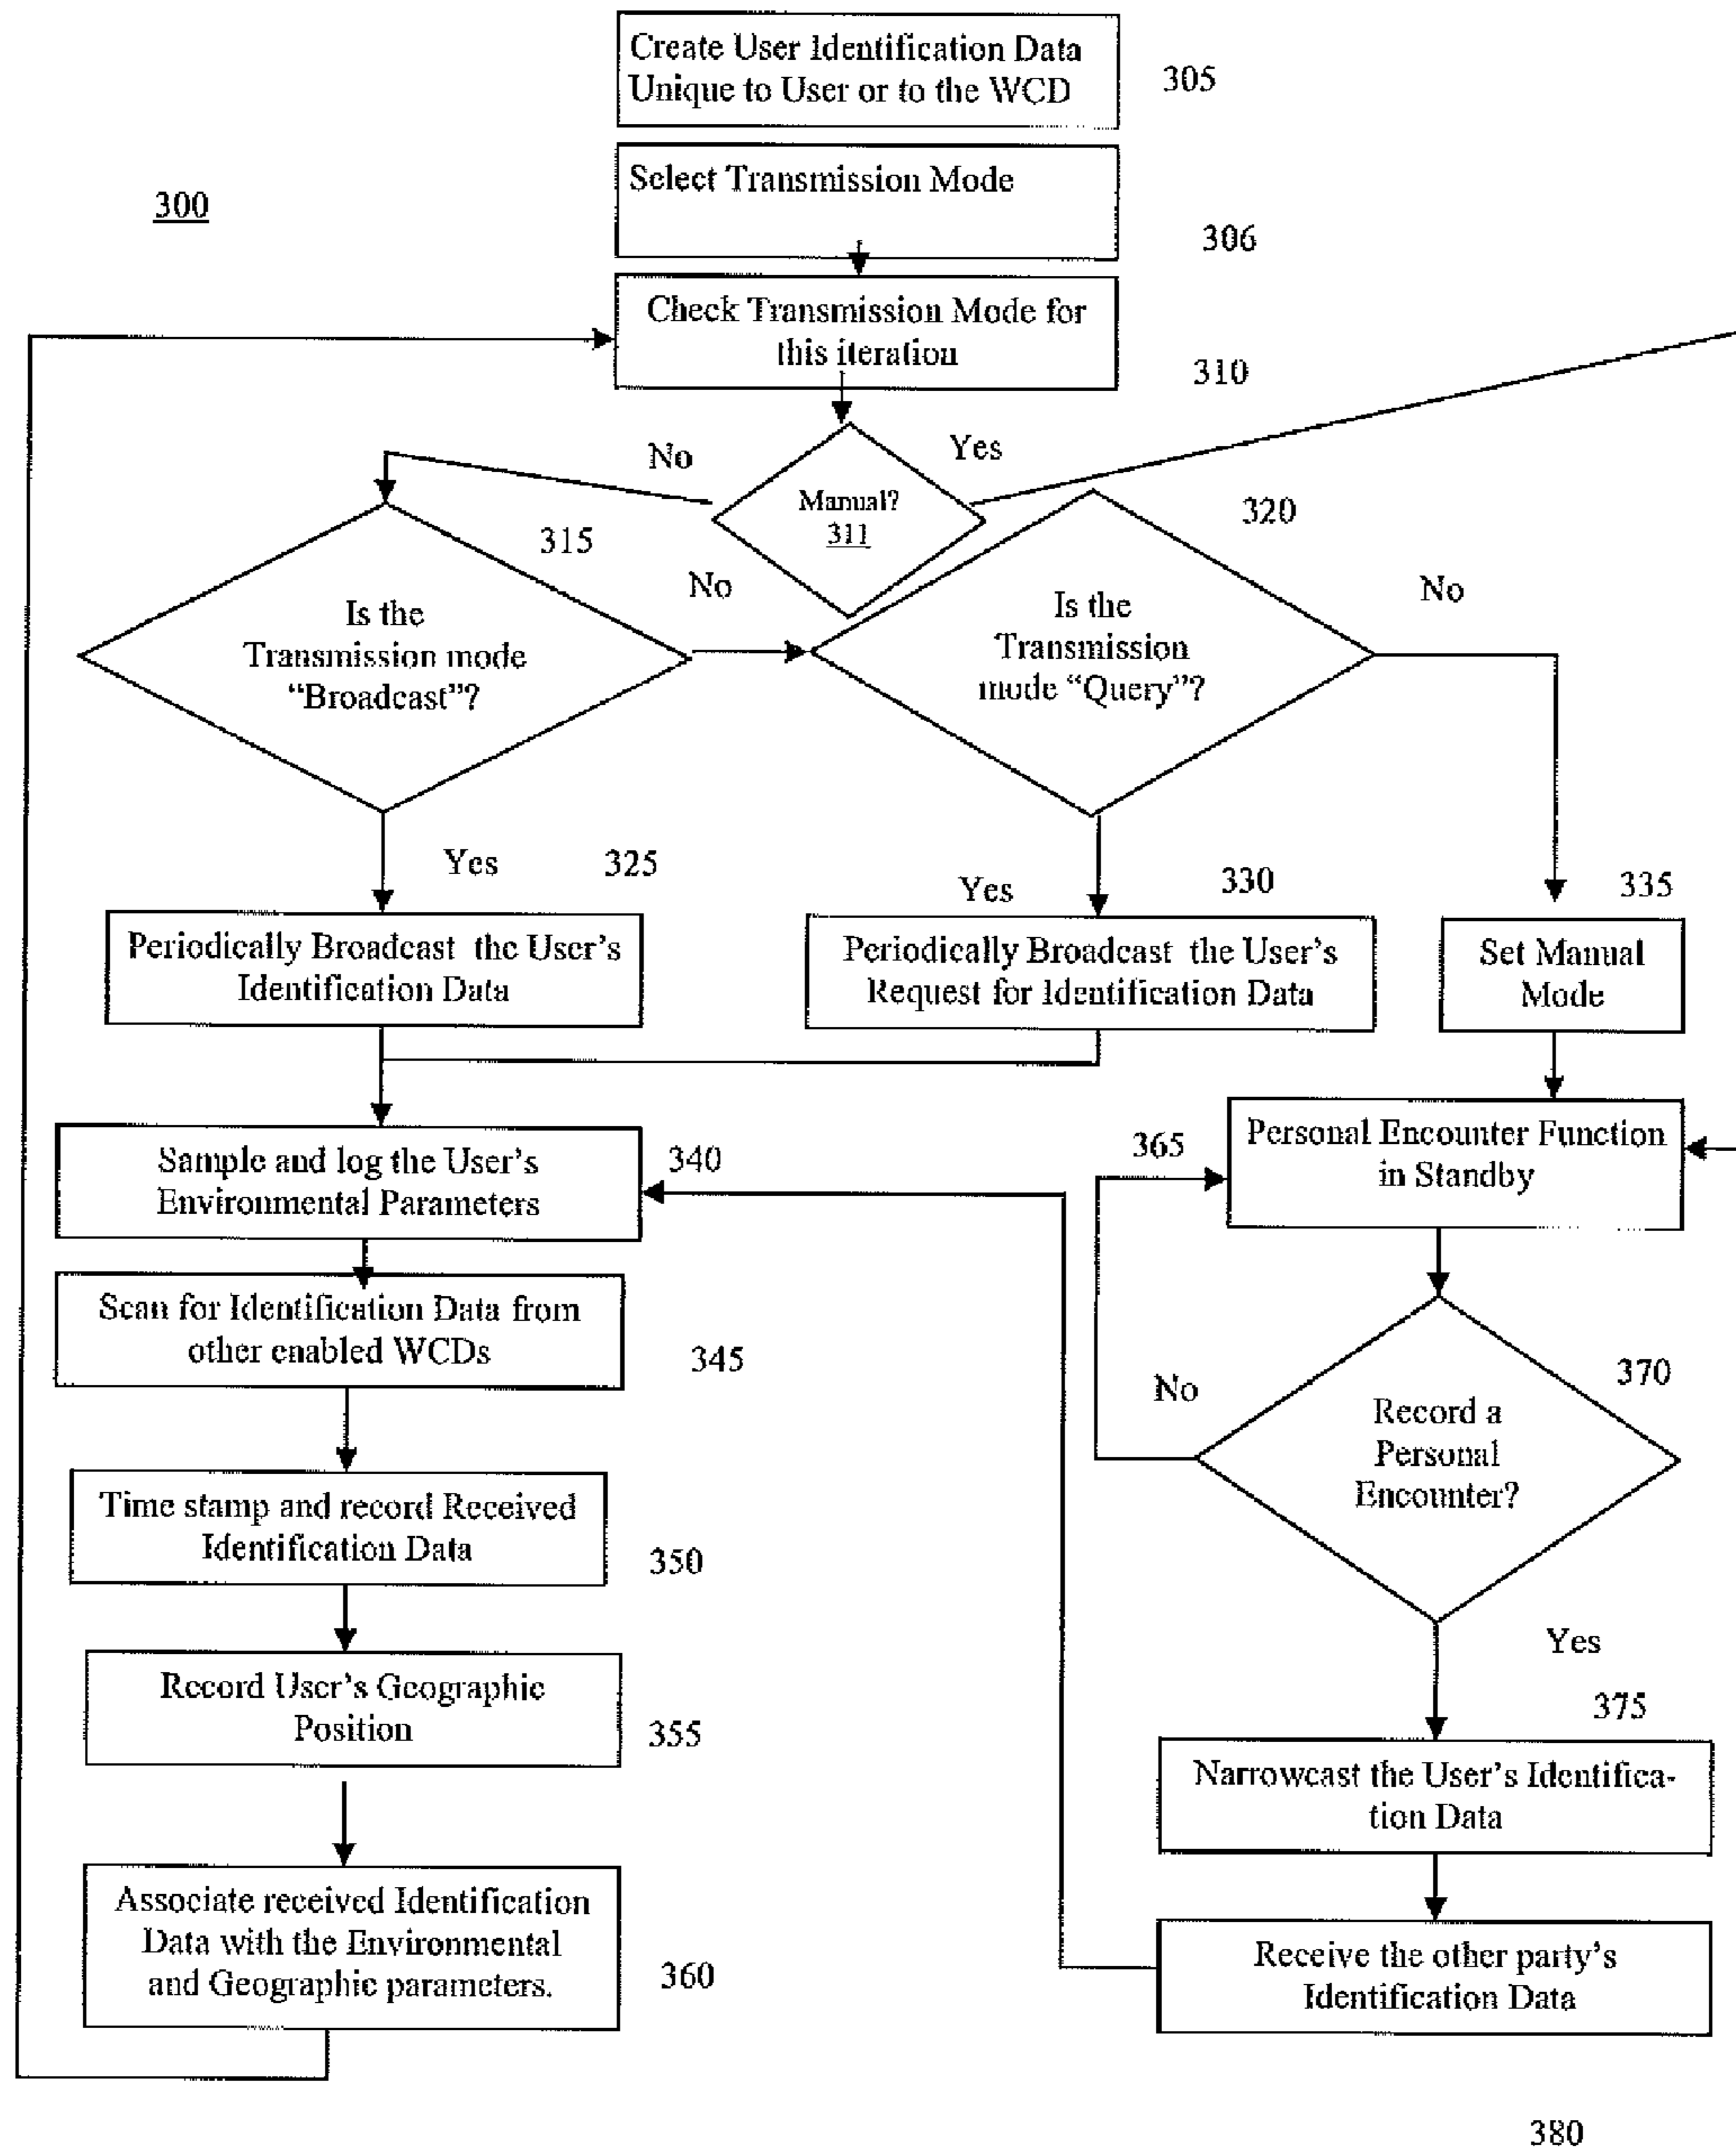 Create User Identification Data
Unique to User or to the WCD
305
Select Transmission Mode
300
306
Check Transmission Mode for
this iteration
310
No
Yes
Manual?
311
315
320
No
No
Is the
Transmission mode
“Broadcast”?
Is the
Transmission
mode “Query”?
Yes
325
Yes
330
335
Periodically Broadcast the User’s
Identification Data
Periodically Broadcast the User’s
Request for Identification Data
Set Manual
Mode
Sample and log the User’s
Environmental Parameters
340
365
Personal Encounter Function
in Standby
Scan for Identification Data from
other enabled WCDs
345
No
370
Record a
Personal
Encounter?
Time stamp and record Received
Identification Data
350
Yes
Record User’s Geographic
Position
355
375
Narrowcast the User’s Identifica-
tion Data
Associate received Identification
Data with the Environmental
and Geographic parameters.
360
Receive the other party’s
Identification Data
380